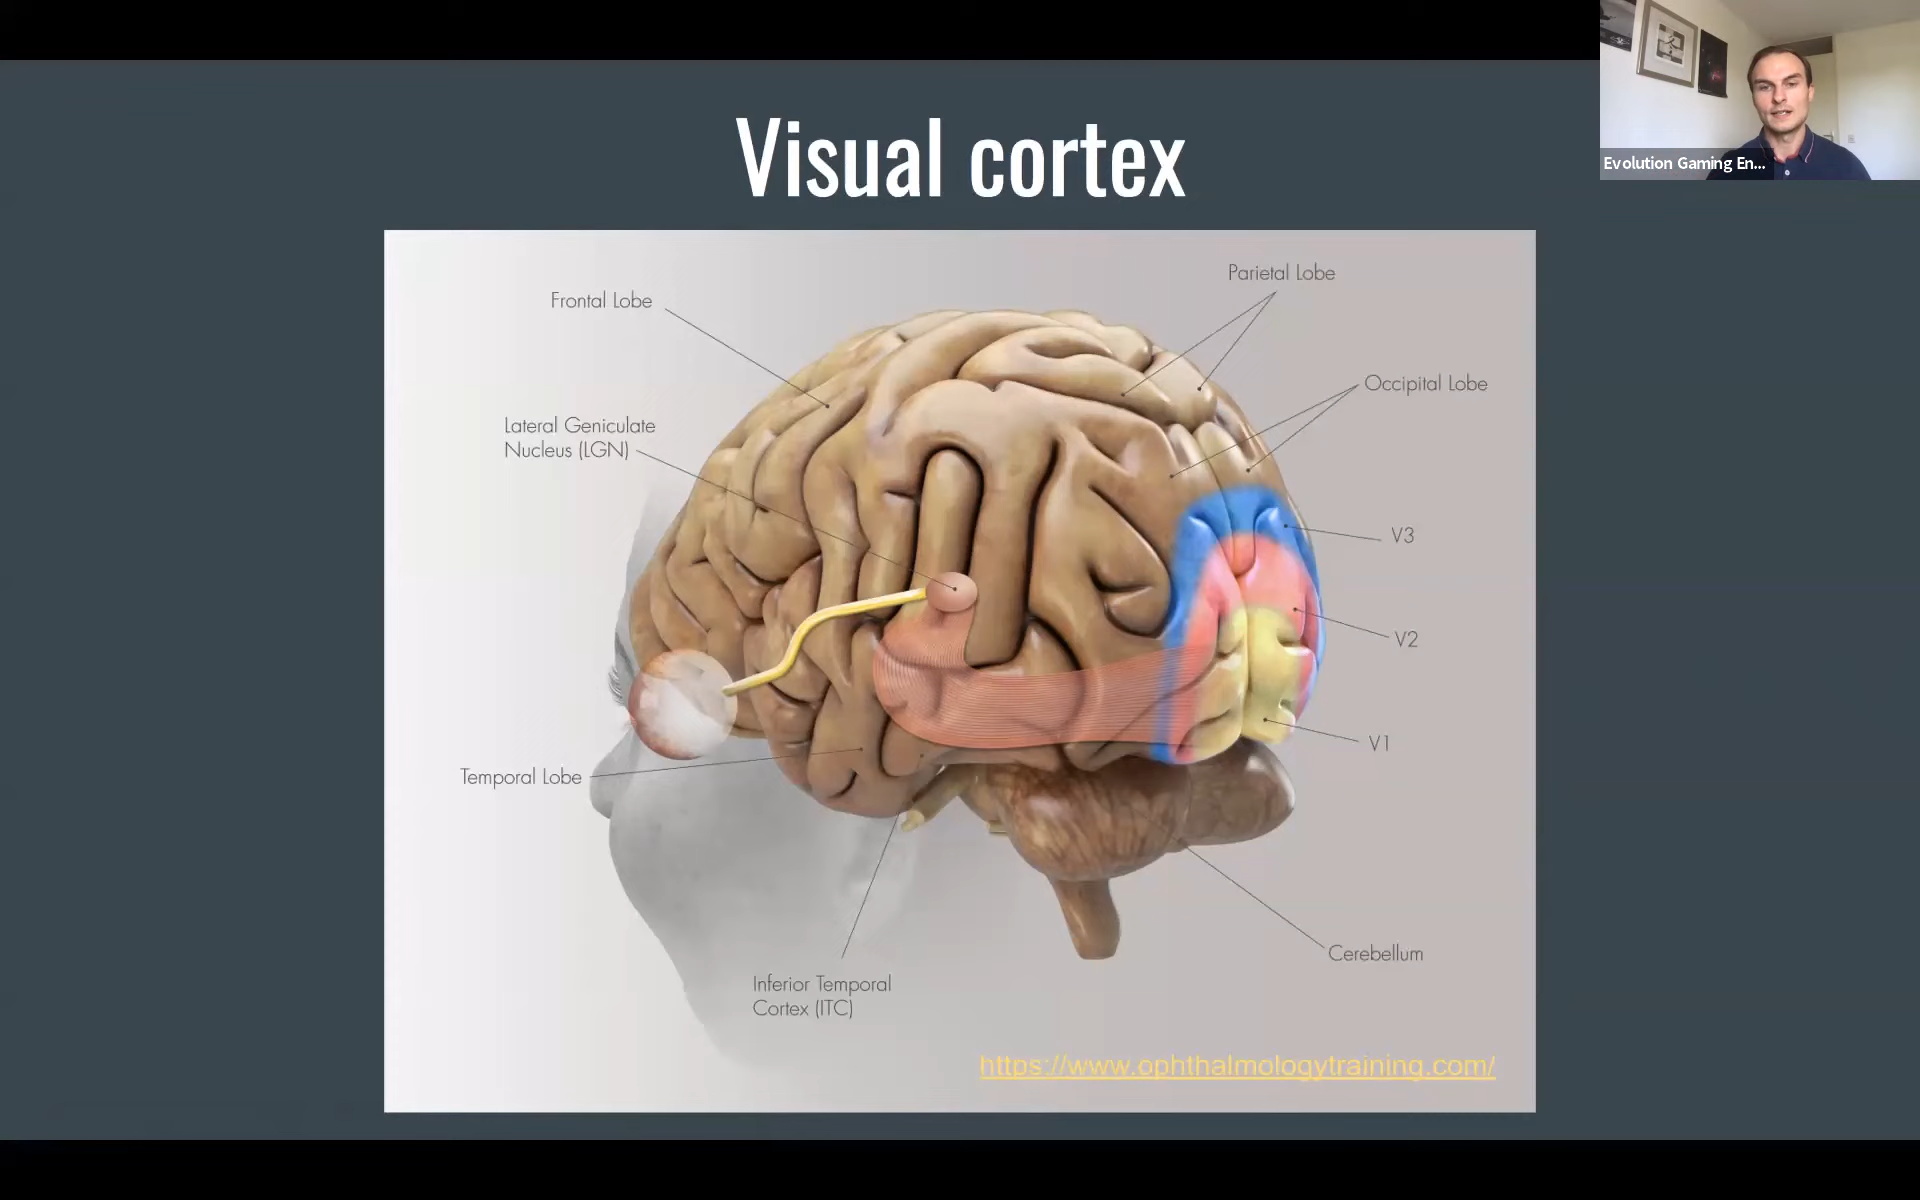 Visual cortex
Evolution Gaming En...
Frontal Lobe
Parietal Lobe
Occipital Lobe
Lateral Geniculate
Nucleus (LGN)
V3
V2
V1
Temporal Lobe
Cerebellum
Inferior Temporal
Cortex (ITC)
https://www.ophthalmologytraining.com/